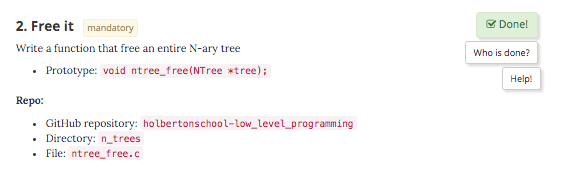 2. Free it mandatory
Done!
Write a function that free an entire N-ary tree
Who is done?
Prototype: void ntree_free(NTree *tree);
Help!
Repo:
GitHub repository: holbertonschool-low_level_programming
Directory: n_trees
File: ntree_free.c